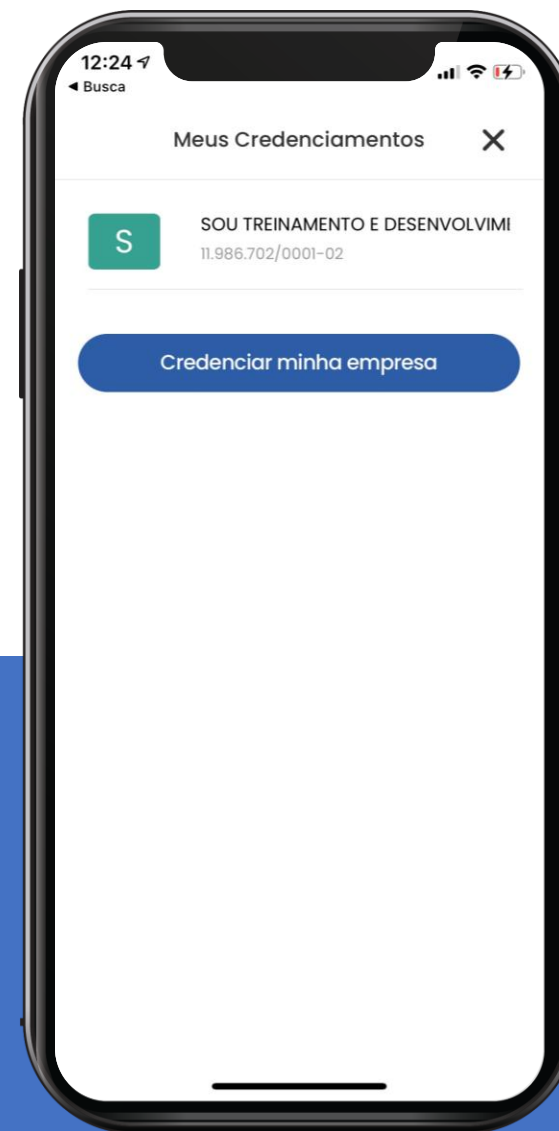 12:24
◀ Busca
Meus Credenciamentos
S
SOU TREINAMENTO E DESENVOLVIMI
11.986.702/0001-02
Credenciar minha empresa